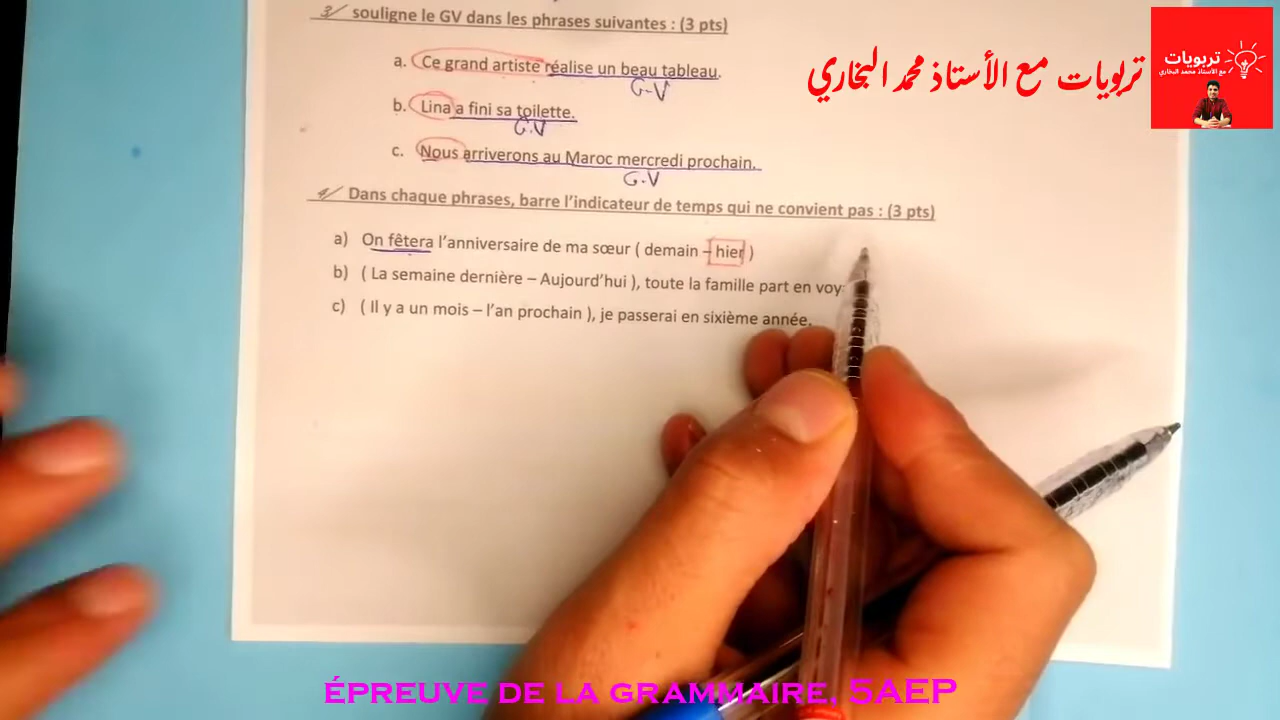 3/ souligne le GV dans les phrases suivantes : (3 pts)
a. Ce grand artiste réalise un beau tableau.
G.V
b. Lina a fini sa toilette.
G.V
c. Nous arriverons au Maroc mercredi prochain.
G.V
4/ Dans chaque phrases, barre l'indicateur de temps qui ne convient pas : (3 pts)
a) On fêtera l'anniversaire de ma sœur ( demain – hier )
b) ( La semaine dernière – Aujourd'hui ), toute la famille part en voy
c) ( Il y a un mois – l'an prochain ), je passerai en sixième année.
تربويات مع الأستاذ محمد البخاري
تربويات
مع الاستاذ محمد البخاري
ÉPREUVE DE LA GRAMMAIRE, 5AEP